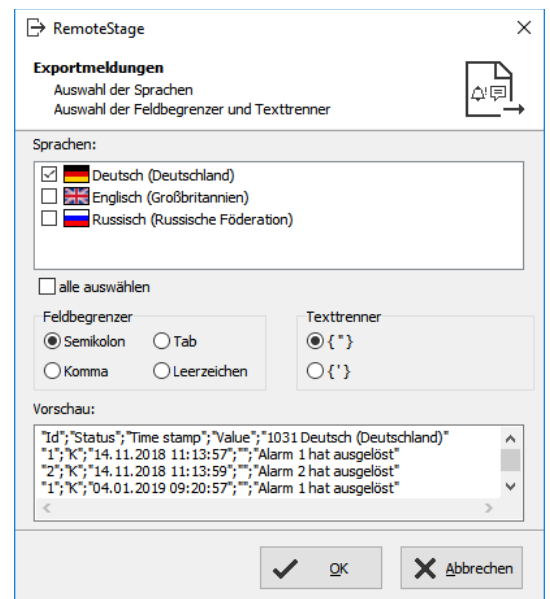 RemoteStage
Exportmeldungen
Auswahl der Sprachen
Auswahl der Feldbegrenzer und Texttrenner
Sprachen:
Deutsch (Deutschland)
Englisch (Großbritannien)
Russisch (Russische Föderation)
alle auswählen
Feldbegrenzer
Semikolon Tab
Komma Leerzeichen
Texttrenner
{"}
{'}
Vorschau:
"Id";"Status";"Time stamp";"Value";"1031 Deutsch (Deutschland)"
"1";"K";"14.11.2018 11:13:57";"";"Alarm 1 hat ausgelöst"
"2";"K";"14.11.2018 11:13:59";"";"Alarm 2 hat ausgelöst"
"1";"K";"04.01.2019 09:20:57";"";"Alarm 1 hat ausgelöst"
OK Abbrechen